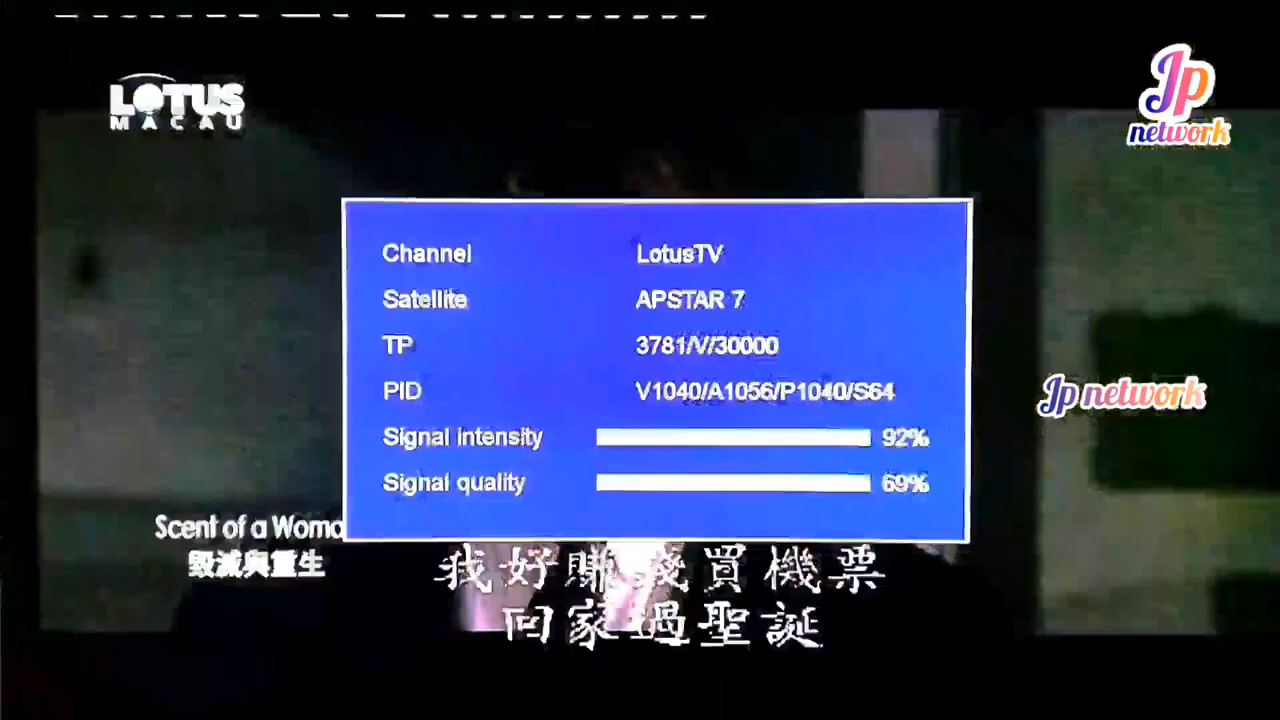 LOTUS
MACAU
Jp
network
Channel LotusTV
Satellite APSTAR 7
TP 3781/V/30000
PID V1040/A1056/P1040/S64
Jp network
Signal intensity 92%
Signal quality 69%
Scent of a Woma
毀滅與重生
我好賺錢買機票
回家過聖誕